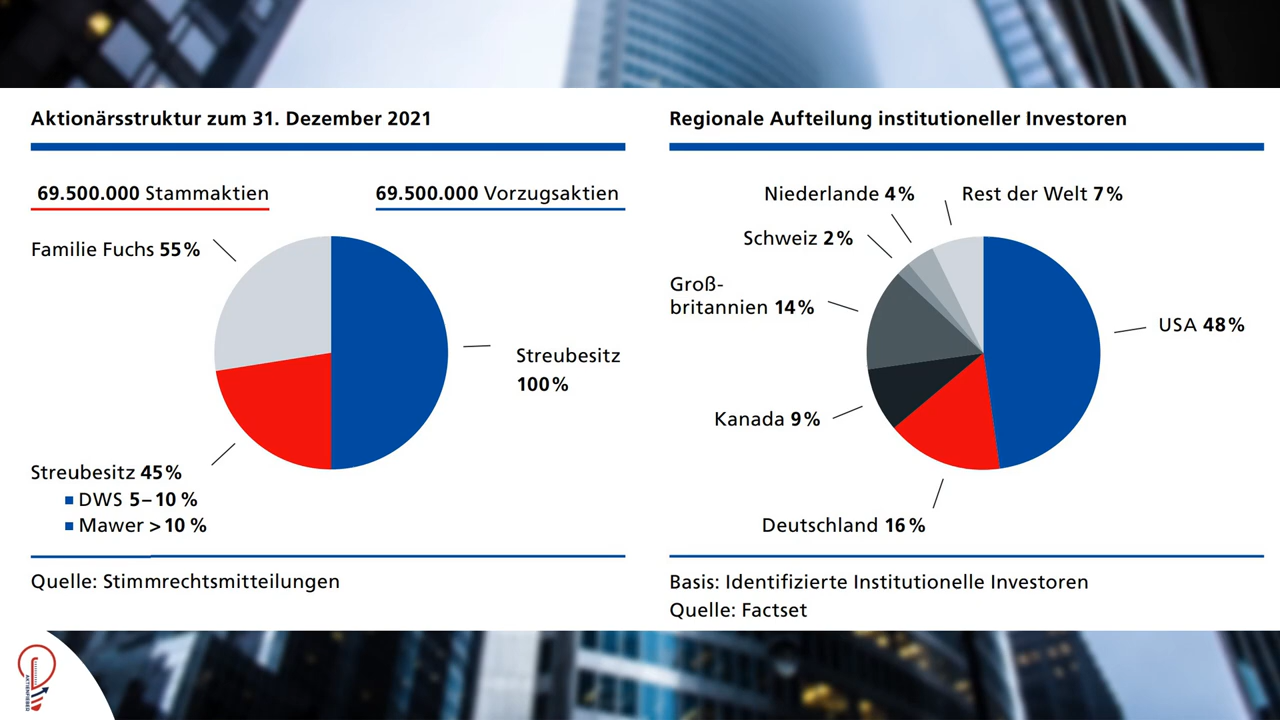 Aktionärsstruktur zum 31. Dezember 2021
69.500.000 Stammaktien
69.500.000 Vorzugsaktien
Familie Fuchs 55 %
Streubesitz
100 %
Streubesitz 45 %
DWS 5–10 %
Mawer > 10 %
Quelle: Stimmrechtsmitteilungen
Regionale Aufteilung institutioneller Investoren
Niederlande 4 %
Rest der Welt 7 %
Schweiz 2 %
Groß-
britannien 14 %
USA 48 %
Kanada 9 %
Deutschland 16 %
Basis: Identifizierte Institutionelle Investoren
Quelle: Factset